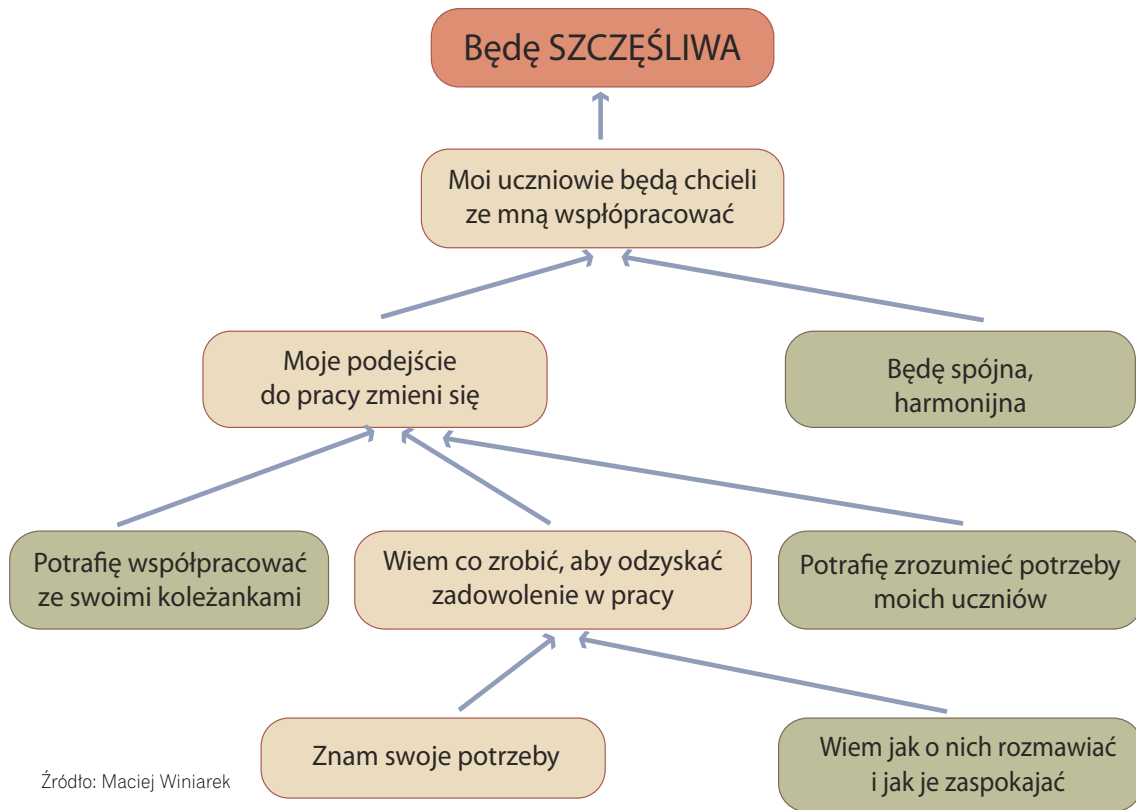 Będę SZCZĘŚLIWA
Moi uczniowie będą chcieli
ze mną wspłópracować
Moje podejście
do pracy zmieni się
Będę spójna,
harmonijna
Potrafię współpracować
ze swoimi koleżankami
Wiem co zrobić, aby odzyskać
zadowolenie w pracy
Potrafię zrozumieć potrzeby
moich uczniów
Znam swoje potrzeby
Wiem jak o nich rozmawiać
i jak je zaspokajać
Źródło: Maciej Winiarek